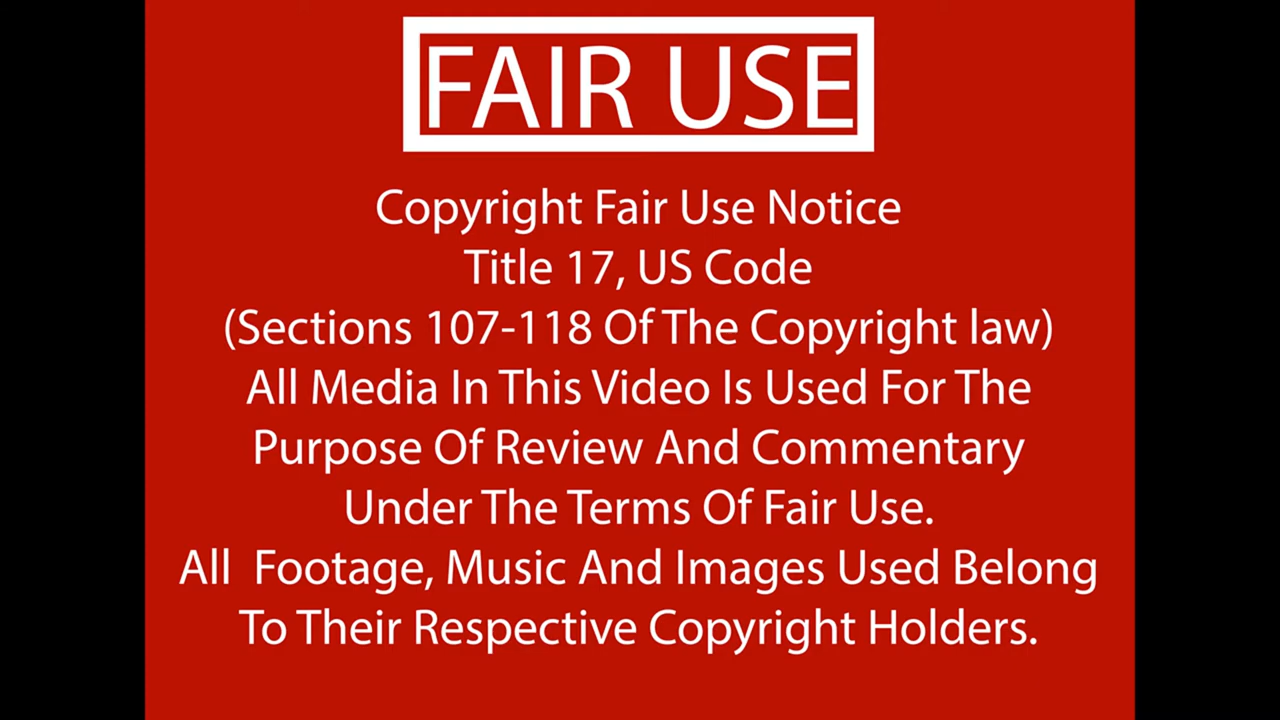 FAIR USE
Copyright Fair Use Notice
Title 17, US Code
(Sections 107-118 Of The Copyright law)
All Media In This Video Is Used For The
Purpose Of Review And Commentary
Under The Terms Of Fair Use.
All  Footage, Music And Images Used Belong
To Their Respective Copyright Holders.